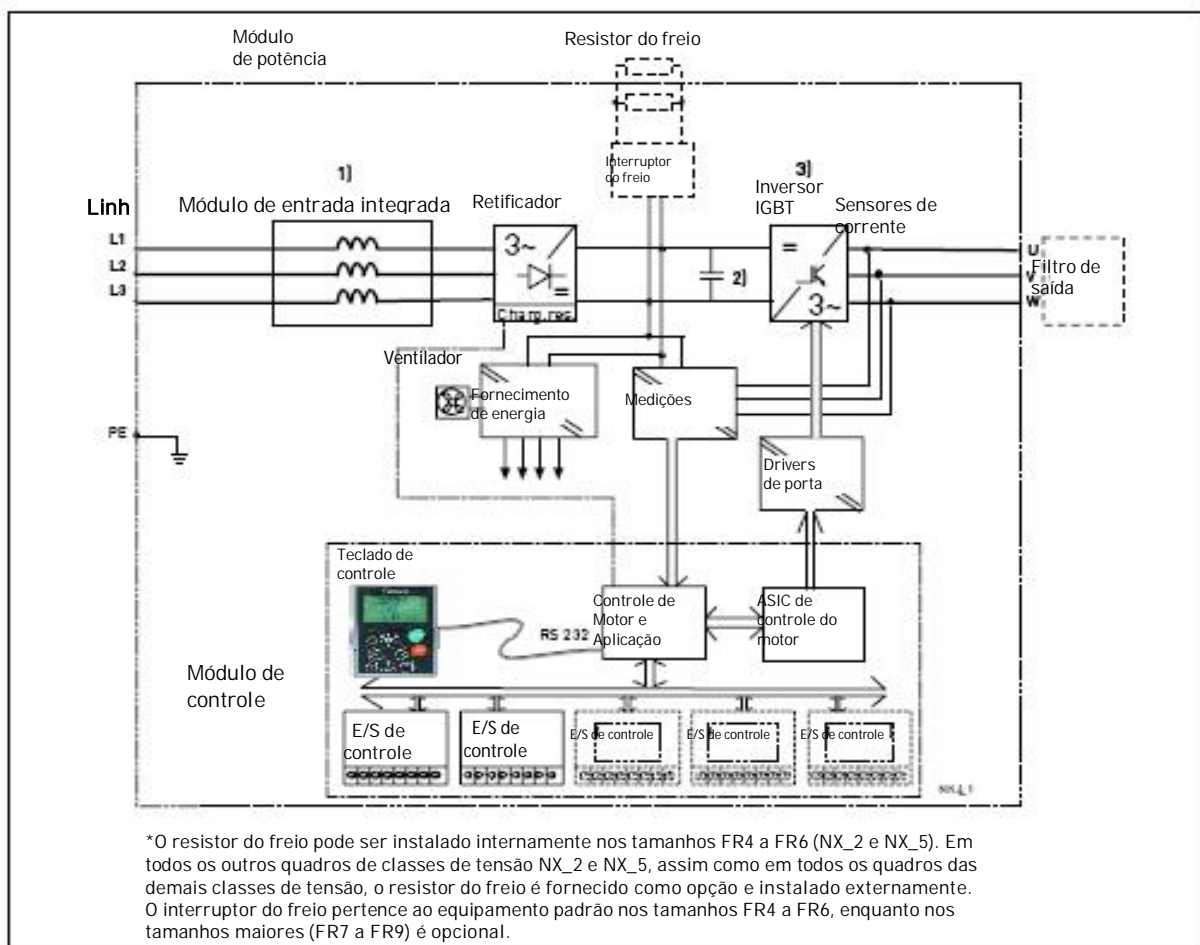 Módulo
de potência
Resistor do freio
Interruptor
do freio
1)
3)
Linh
Módulo de entrada integrada
Retificador
Inversor
IGBT
Sensores de
corrente
L1
L2
L3
3~
=
Charg.res
2)
=
3~
U
V
W
Filtro de
saída
Ventilador
Fornecimento
de energia
Medições
PE
Drivers
de porta
Teclado de
controle
Controle de
Motor e
Aplicação
ASIC de
controle do
motor
RS 232
Módulo de
controle
E/S de
controle
E/S de
controle
E/S de controle
E/S de controle
E/S de controle
*O resistor do freio pode ser instalado internamente nos tamanhos FR4 a FR6 (NX_2 e NX_5). Em
todos os outros quadros de classes de tensão NX_2 e NX_5, assim como em todos os quadros das
demais classes de tensão, o resistor do freio é fornecido como opção e instalado externamente.
O interruptor do freio pertence ao equipamento padrão nos tamanhos FR4 a FR6, enquanto nos
tamanhos maiores (FR7 a FR9) é opcional.